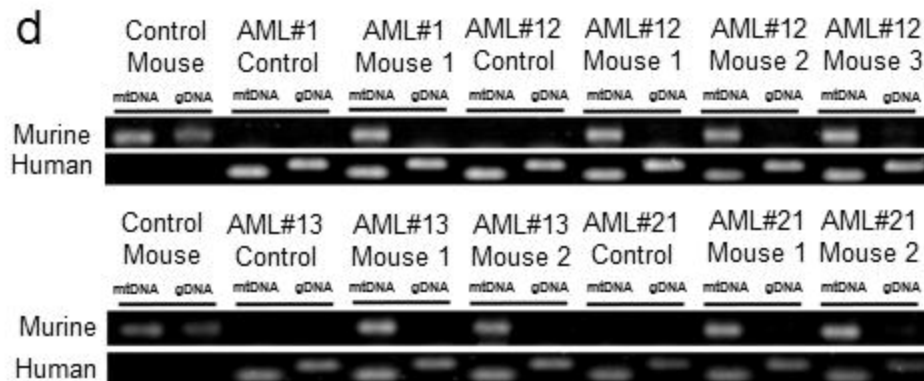 d
Control AML#1 AML#1 AML#12 AML#12 AML#12 AML#12
Mouse Control Mouse 1 Control Mouse 1 Mouse 2 Mouse 3
mtDNA gDNA mtDNA gDNA mtDNA gDNA mtDNA gDNA mtDNA gDNA mtDNA gDNA mtDNA gDNA
Murine
Human
Control AML#13 AML#13 AML#13 AML#21 AML#21 AML#21
Mouse Control Mouse 1 Mouse 2 Control Mouse 1 Mouse 2
mtDNA gDNA mtDNA gDNA mtDNA gDNA mtDNA gDNA mtDNA gDNA mtDNA gDNA mtDNA gDNA
Murine
Human